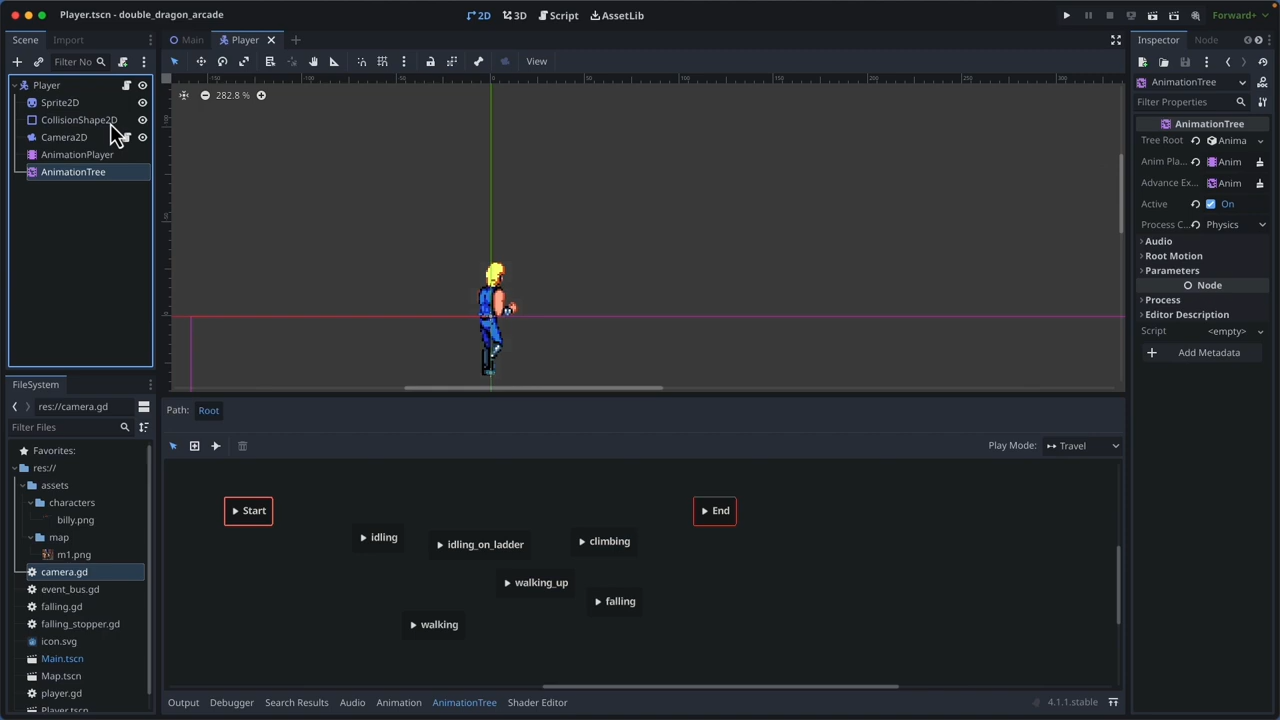 Player.tscn - double_dragon_arcade
2D
3D
Script
AssetLib
Forward+
Scene
Import
Filter No
Player
Sprite2D
CollisionShape2D
Camera2D
AnimationPlayer
AnimationTree
FileSystem
res://camera.gd
Filter Files
Favorites:
res://
assets
characters
billy.png
map
m1.png
camera.gd
event_bus.gd
falling.gd
falling_stopper.gd
icon.svg
Main.tscn
Map.tscn
player.gd
Player.tscn
Main
Player
View
282.8 %
Path:
Root
Play Mode:
Travel
Start
End
idling
idling_on_ladder
climbing
walking_up
falling
walking
Output
Debugger
Search Results
Audio
Animation
AnimationTree
Shader Editor
4.1.1.stable
Inspector
Node
AnimationTree
Filter Properties
AnimationTree
Tree Root
Anima
Anim Pla...
Anim
Advance Ex...
Anim
Active
On
Process C...
Physics
Audio
Root Motion
Parameters
Node
Process
Editor Description
Script
<empty>
Add Metadata